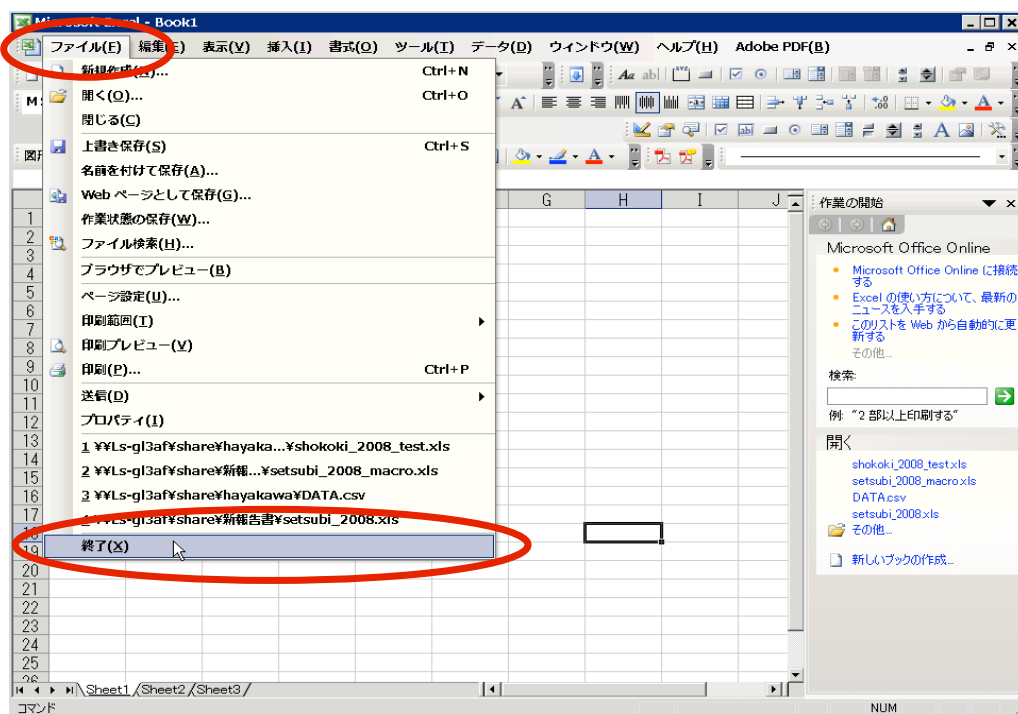 Microsoft Excel - Book1
ファイル(F) 編集(E) 表示(V) 挿入(I) 書式(O) ツール(T) データ(D) ウィンドウ(W) ヘルプ(H) Adobe PDF(B)
新規作成(N)... Ctrl+N
開く(O)... Ctrl+O
閉じる(C)
上書き保存(S) Ctrl+S
名前を付けて保存(A)...
Web ページとして保存(G)...
作業状態の保存(W)...
ファイル検索(H)...
ブラウザでプレビュー(B)
ページ設定(U)...
印刷範囲(T)
印刷プレビュー(V)
印刷(P)... Ctrl+P
送信(D)
プロパティ(I)
1 ¥¥Ls-gl3af¥share¥hayaka...¥shokoki_2008_test.xls
2 ¥¥Ls-gl3af¥share¥新報...¥setsubi_2008_macro.xls
3 ¥¥Ls-gl3af¥share¥hayakawa¥DATA.csv
4 ¥¥Ls-gl3af¥share¥新報告書¥setsubi_2008.xls
終了(X)
図形
G H I J
1
2
3
4
5
6
7
8
9
10
11
12
13
14
15
16
17
18
19
20
21
22
23
24
25
26
作業の開始
Microsoft Office Online
Microsoft Office Online に接続
する
Excel の使い方について、最新の
ニュースを入手する
このリストを Web から自動的に更
新する
その他...
検索:
例: "2 部以上印刷する"
開く
shokoki_2008_test.xls
setsubi_2008_macro.xls
DATA.csv
setsubi_2008.xls
その他...
新しいブックの作成...
Sheet1 Sheet2 Sheet3
コマンド NUM